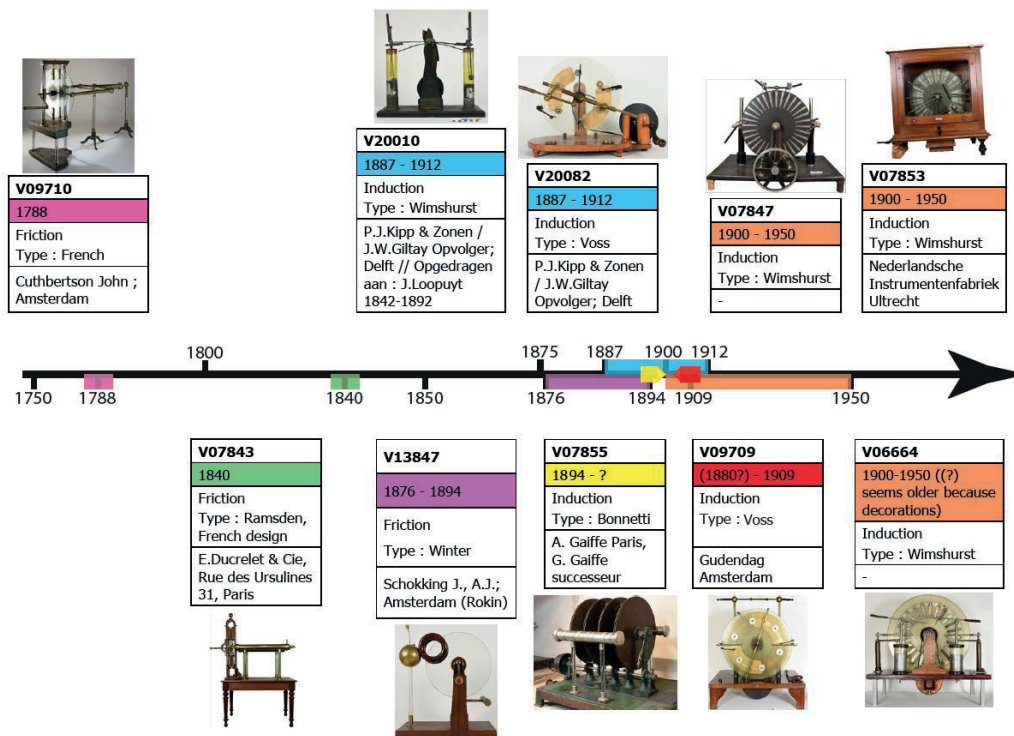 V09710
1788
Friction
Type : French
Cuthbertson John ;
Amsterdam
V20010
1887 - 1912
Induction
Type : Wimshurst
P.J.Kipp & Zonen /
J.W.Giltay Opvolger;
Delft // Opgedragen
aan : J.Loopuyt
1842-1892
V20082
1887 - 1912
Induction
Type : Voss
P.J.Kipp & Zonen
/ J.W.Giltay
Opvolger; Delft
V07847
1900 - 1950
Induction
Type : Wimshurst
-
V07853
1900 - 1950
Induction
Type : Wimshurst
Nederlandsche
Instrumentenfabriek
Ultrecht
1800
1875
1887
1900
1912
1750
1788
1840
1850
1876
1894
1909
1950
V07843
1840
Friction
Type : Ramsden,
French design
E.Ducrelet & Cie,
Rue des Ursulines
31, Paris
V13847
1876 - 1894
Friction
Type : Winter
Schokking J., A.J.;
Amsterdam (Rokin)
V07855
1894 - ?
Induction
Type : Bonnetti
A. Gaiffe Paris,
G. Gaiffe
successeur
V09709
(1880?) - 1909
Induction
Type : Voss
Gudendag
Amsterdam
V06664
1900-1950 ((?)
seems older because
decorations)
Induction
Type : Wimshurst
-